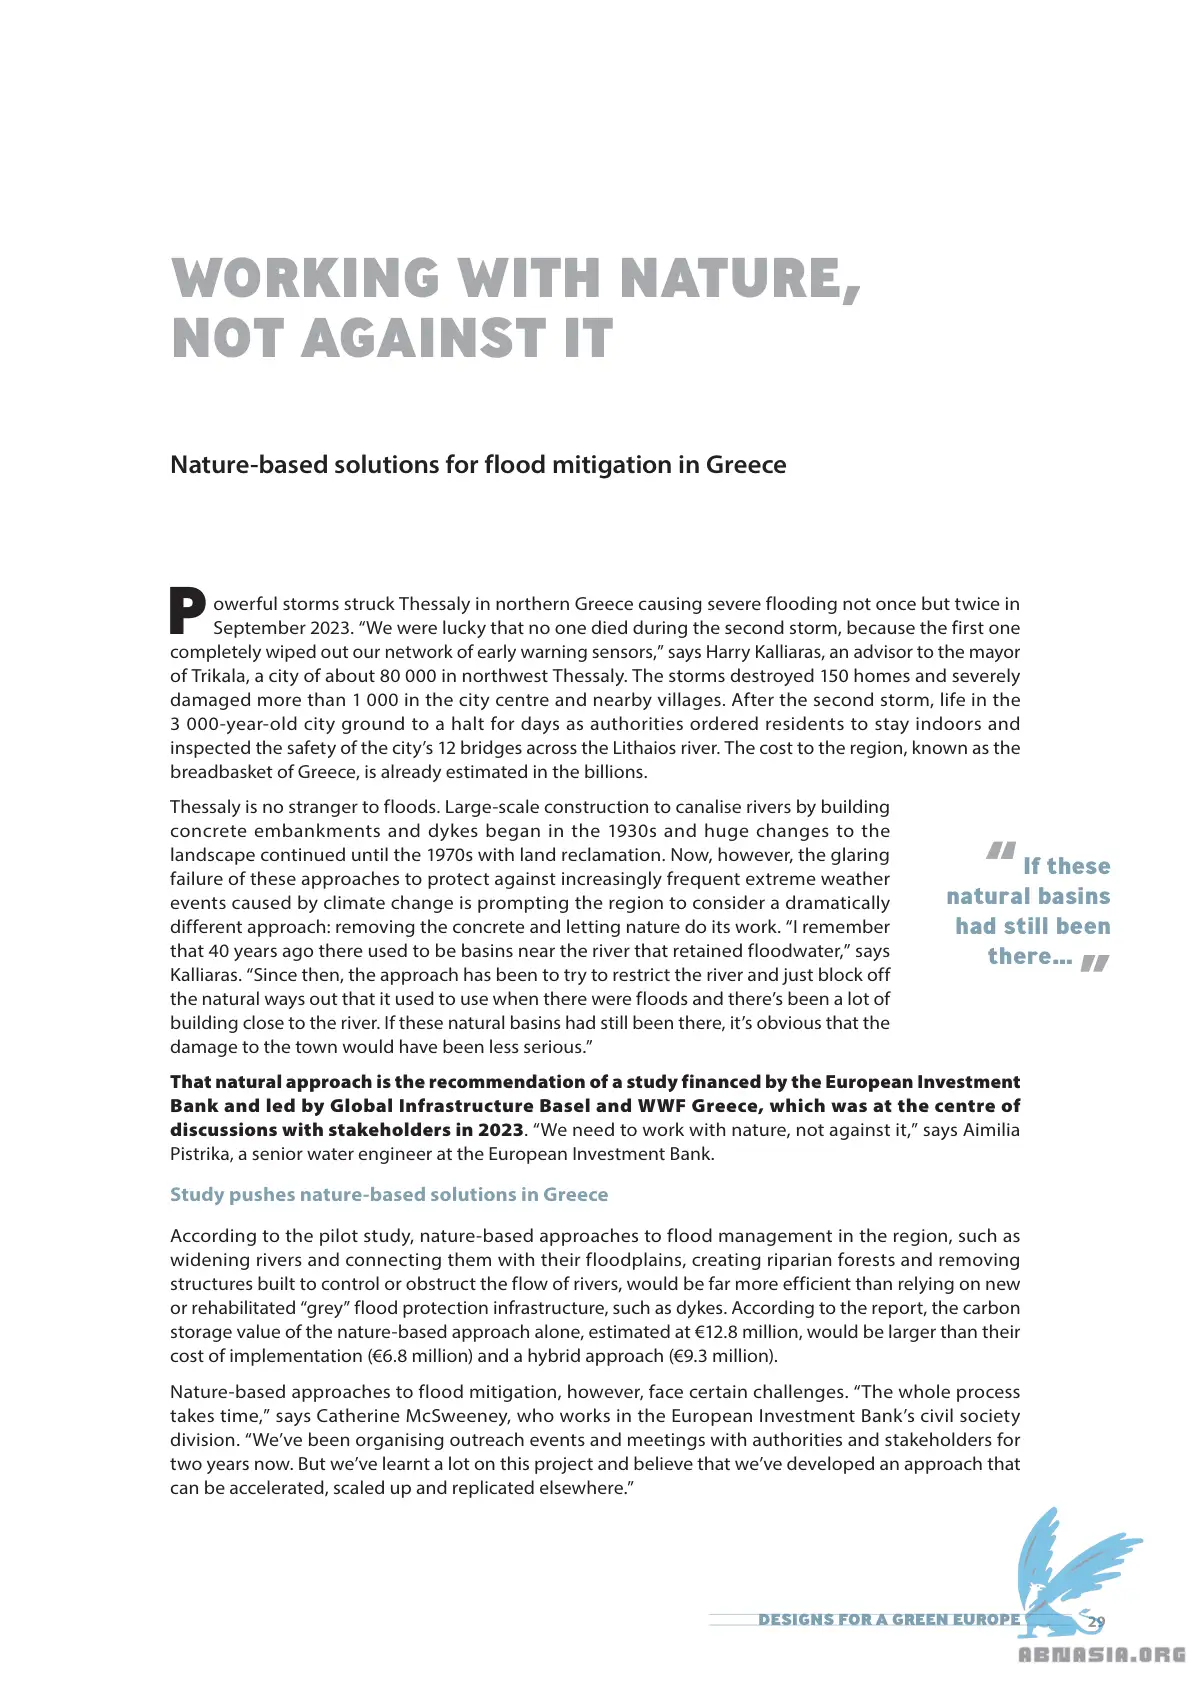 WORKING WITH NATURE,
NOT AGAINST IT
Nature-based solutions for flood mitigation in Greece
Powerful storms struck Thessaly in northern Greece causing severe flooding not once but twice in
September 2023. “We were lucky that no one died during the second storm, because the first one
completely wiped out our network of early warning sensors,” says Harry Kalliaras, an advisor to the mayor
of Trikala, a city of about 80 000 in northwest Thessaly. The storms destroyed 150 homes and severely
damaged more than 1 000 in the city centre and nearby villages. After the second storm, life in the
3 000-year-old city ground to a halt for days as authorities ordered residents to stay indoors and
inspected the safety of the city’s 12 bridges across the Lithaios river. The cost to the region, known as the
breadbasket of Greece, is already estimated in the billions.
Thessaly is no stranger to floods. Large-scale construction to canalise rivers by building
concrete embankments and dykes began in the 1930s and huge changes to the
landscape continued until the 1970s with land reclamation. Now, however, the glaring
failure of these approaches to protect against increasingly frequent extreme weather
events caused by climate change is prompting the region to consider a dramatically
different approach: removing the concrete and letting nature do its work. “I remember
that 40 years ago there used to be basins near the river that retained floodwater,” says
Kalliaras. “Since then, the approach has been to try to restrict the river and just block off
the natural ways out that it used to use when there were floods and there’s been a lot of
building close to the river. If these natural basins had still been there, it’s obvious that the
damage to the town would have been less serious.”
“ If these
natural basins
had still been
there... ”
That natural approach is the recommendation of a study financed by the European Investment
Bank and led by Global Infrastructure Basel and WWF Greece, which was at the centre of
discussions with stakeholders in 2023. “We need to work with nature, not against it,” says Aimilia
Pistrika, a senior water engineer at the European Investment Bank.
Study pushes nature-based solutions in Greece
According to the pilot study, nature-based approaches to flood management in the region, such as
widening rivers and connecting them with their floodplains, creating riparian forests and removing
structures built to control or obstruct the flow of rivers, would be far more efficient than relying on new
or rehabilitated “grey” flood protection infrastructure, such as dykes. According to the report, the carbon
storage value of the nature-based approach alone, estimated at €12.8 million, would be larger than their
cost of implementation (€6.8 million) and a hybrid approach (€9.3 million).
Nature-based approaches to flood mitigation, however, face certain challenges. “The whole process
takes time,” says Catherine McSweeney, who works in the European Investment Bank’s civil society
division. “We’ve been organising outreach events and meetings with authorities and stakeholders for
two years now. But we’ve learnt a lot on this project and believe that we’ve developed an approach that
can be accelerated, scaled up and replicated elsewhere.”
DESIGNS FOR A GREEN EUROPE 29
ABNASIA.ORG